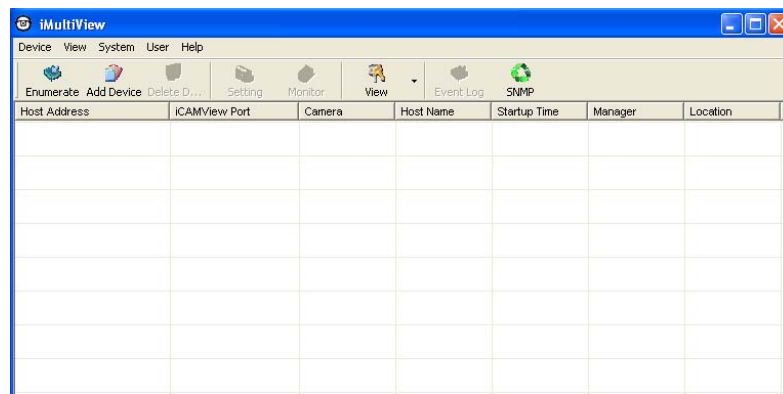 iMultiView
Device View System User Help
Enumerate Add Device Delete D... Setting Monitor View Event Log SNMP
Host Address iCAMView Port Camera Host Name Startup Time Manager Location